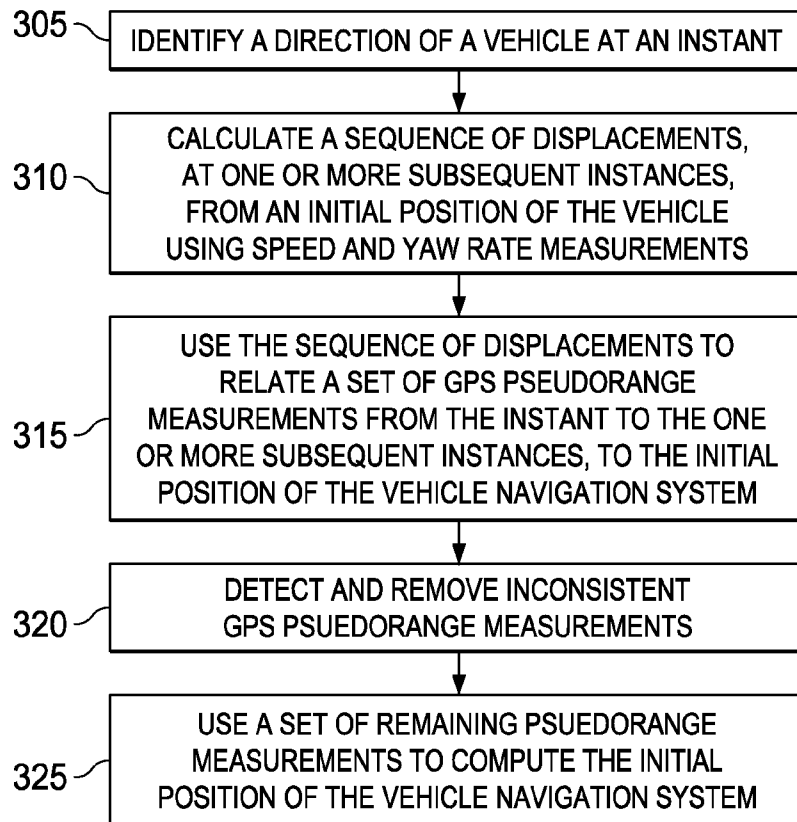 305
IDENTIFY A DIRECTION OF A VEHICLE AT AN INSTANT
310
CALCULATE A SEQUENCE OF DISPLACEMENTS,
AT ONE OR MORE SUBSEQUENT INSTANCES,
FROM AN INITIAL POSITION OF THE VEHICLE
USING SPEED AND YAW RATE MEASUREMENTS
315
USE THE SEQUENCE OF DISPLACEMENTS TO
RELATE A SET OF GPS PSEUDORANGE
MEASUREMENTS FROM THE INSTANT TO THE ONE
OR MORE SUBSEQUENT INSTANCES, TO THE INITIAL
POSITION OF THE VEHICLE NAVIGATION SYSTEM
320
DETECT AND REMOVE INCONSISTENT
GPS PSUEDORANGE MEASUREMENTS
325
USE A SET OF REMAINING PSUEDORANGE
MEASUREMENTS TO COMPUTE THE INITIAL
POSITION OF THE VEHICLE NAVIGATION SYSTEM